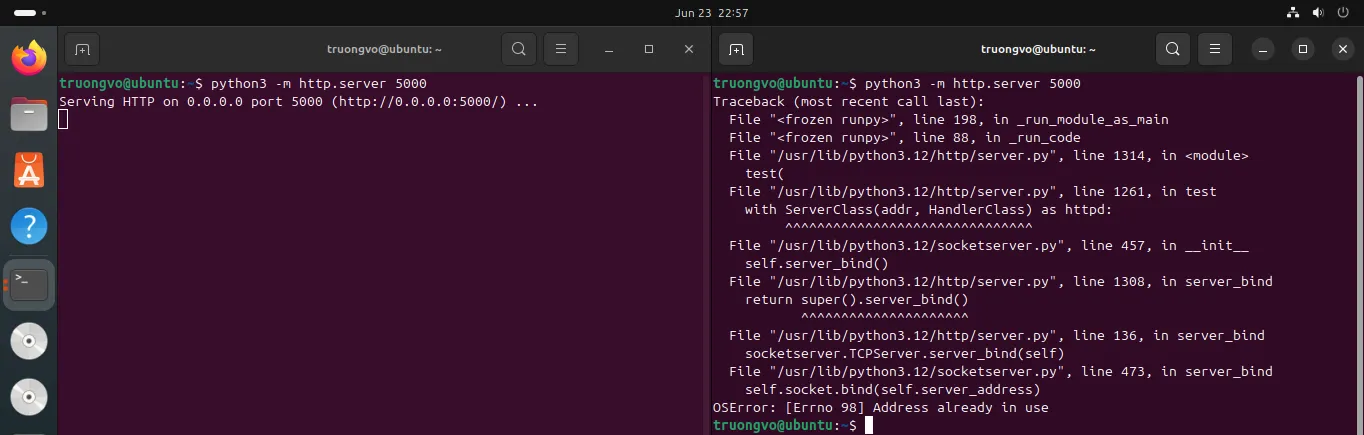 Jun 23 22:57
truongvo@ubuntu: ~
truongvo@ubuntu:~$ python3 -m http.server 5000
Serving HTTP on 0.0.0.0 port 5000 (http://0.0.0.0:5000/) ...
truongvo@ubuntu: ~
truongvo@ubuntu:~$ python3 -m http.server 5000
Traceback (most recent call last):
  File "<frozen runpy>", line 198, in _run_module_as_main
  File "<frozen runpy>", line 88, in _run_code
  File "/usr/lib/python3.12/http/server.py", line 1314, in <module>
    test(
  File "/usr/lib/python3.12/http/server.py", line 1261, in test
    with ServerClass(addr, HandlerClass) as httpd:
         ^^^^^^^^^^^^^^^^^^^^^^^^^^^^^^^
  File "/usr/lib/python3.12/socketserver.py", line 457, in __init__
    self.server_bind()
  File "/usr/lib/python3.12/http/server.py", line 1308, in server_bind
    return super().server_bind()
           ^^^^^^^^^^^^^^^^^^^^^
  File "/usr/lib/python3.12/http/server.py", line 136, in server_bind
    socketserver.TCPServer.server_bind(self)
  File "/usr/lib/python3.12/socketserver.py", line 473, in server_bind
    self.socket.bind(self.server_address)
OSError: [Errno 98] Address already in use
truongvo@ubuntu:~$